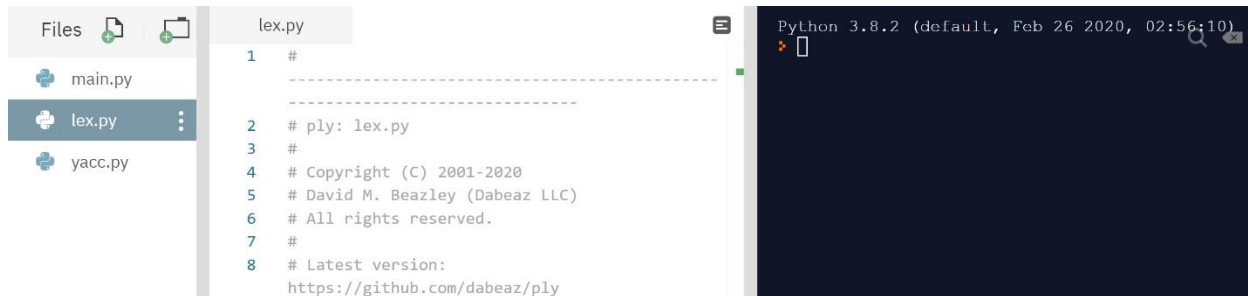 Files
main.py
lex.py
yacc.py
lex.py
1 #
-----------------------------------------------
-------------------------------
2 # ply: lex.py
3 #
4 # Copyright (C) 2001-2020
5 # David M. Beazley (Dabeaz LLC)
6 # All rights reserved.
7 #
8 # Latest version:
https://github.com/dabeaz/ply
Python 3.8.2 (default, Feb 26 2020, 02:56:10)